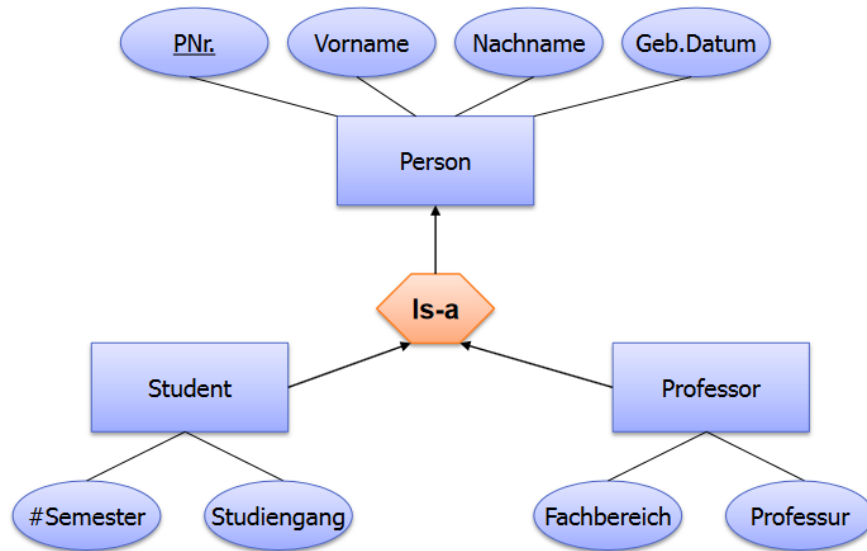 PNr.
Vorname
Nachname
Geb.Datum
Person
Is-a
Student
Professor
#Semester
Studiengang
Fachbereich
Professur